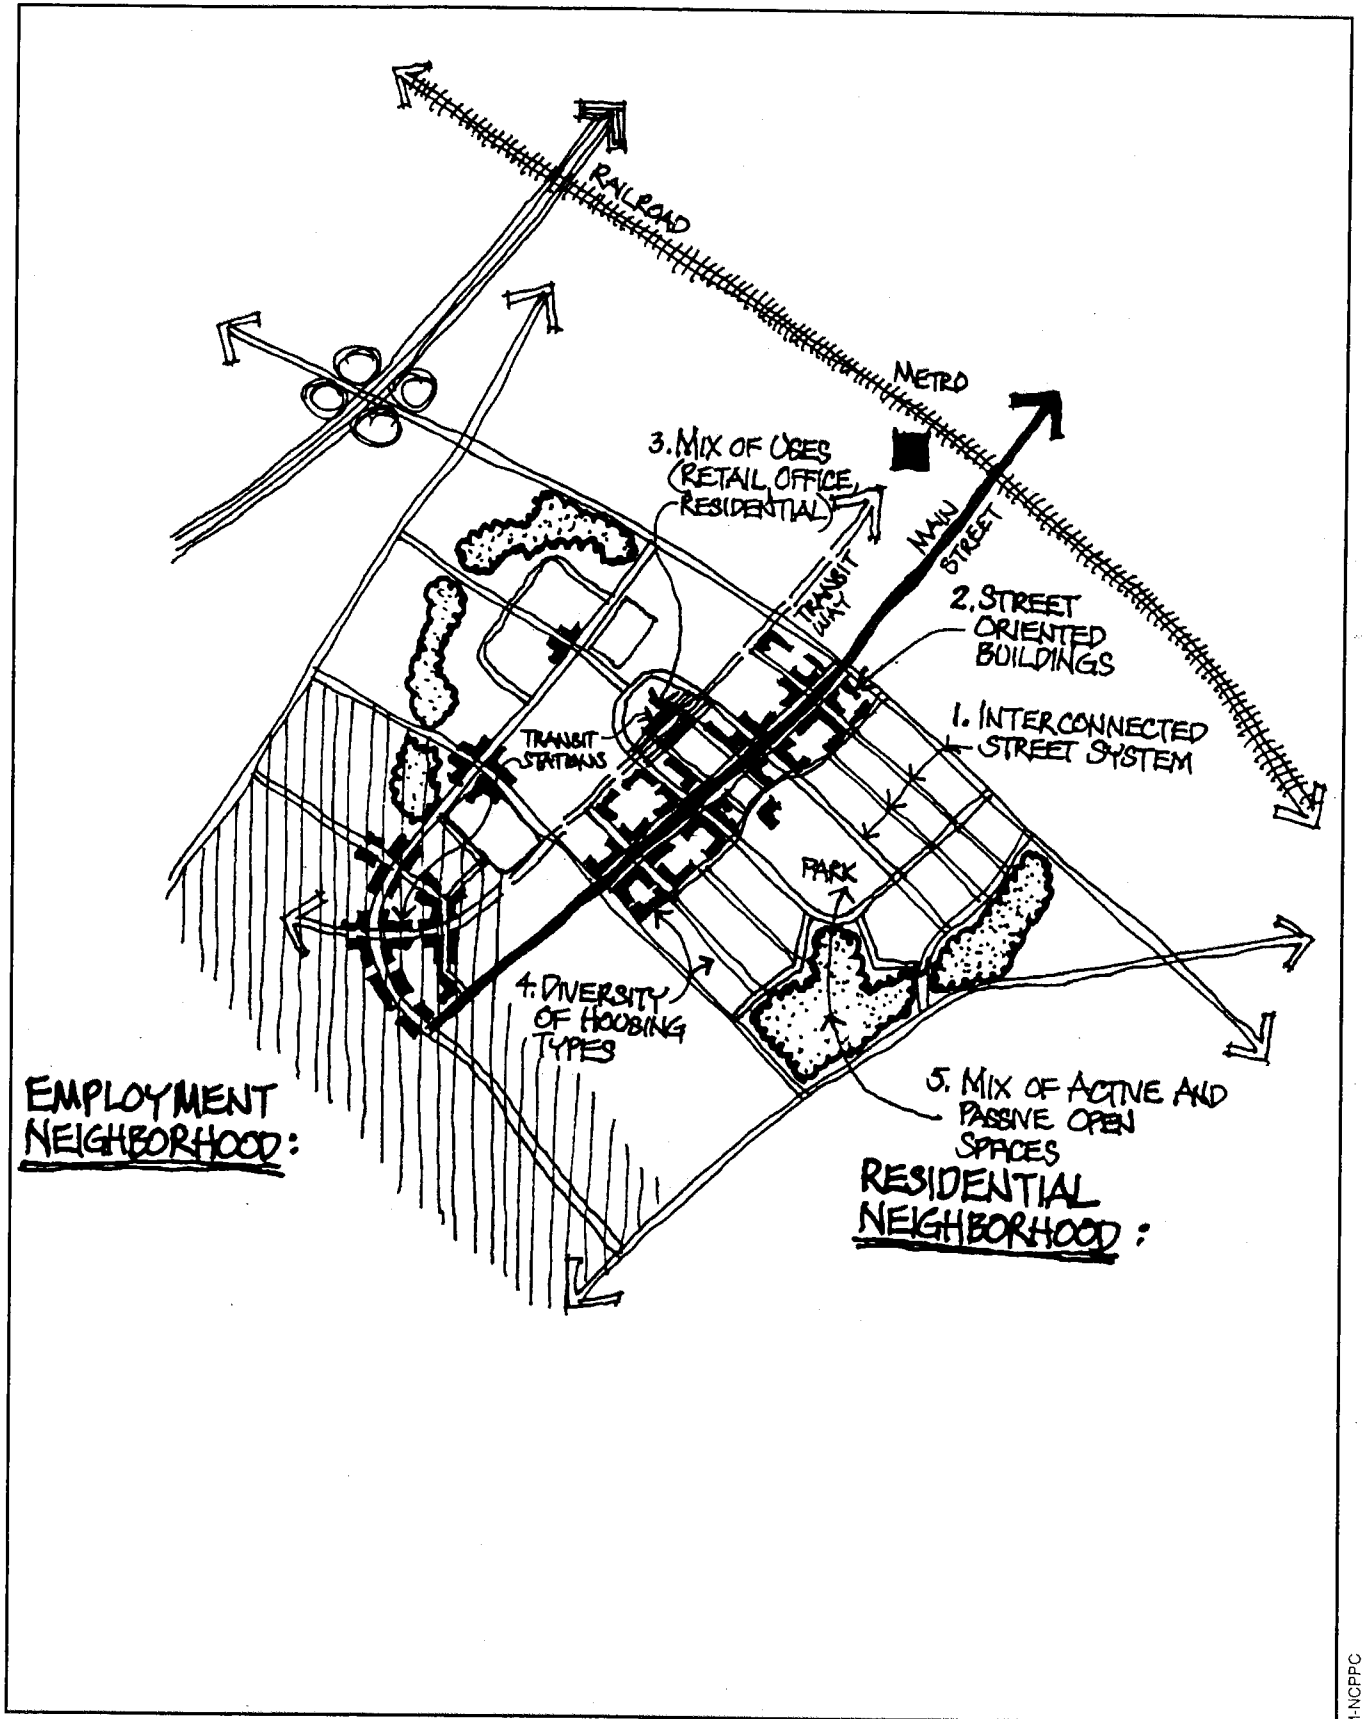 RAILROAD
METRO
3. MIX OF USES
(RETAIL, OFFICE,
RESIDENTIAL)
MAIN
STREET
TRANSIT
WAY
2. STREET
ORIENTED
BUILDINGS
1. INTERCONNECTED
STREET SYSTEM
TRANSIT
STATIONS
PARK
4. DIVERSITY
OF HOUSING
TYPES
EMPLOYMENT
NEIGHBORHOOD:
5. MIX OF ACTIVE AND
PASSIVE OPEN
SPACES
RESIDENTIAL
NEIGHBORHOOD:
-NCPPC